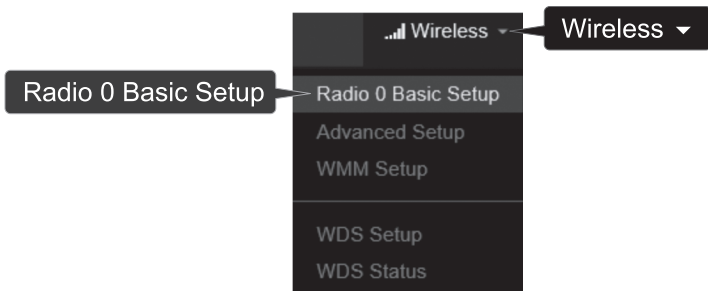 Wireless
Wireless
Radio 0 Basic Setup
Radio 0 Basic Setup
Advanced Setup
WMM Setup
WDS Setup
WDS Status